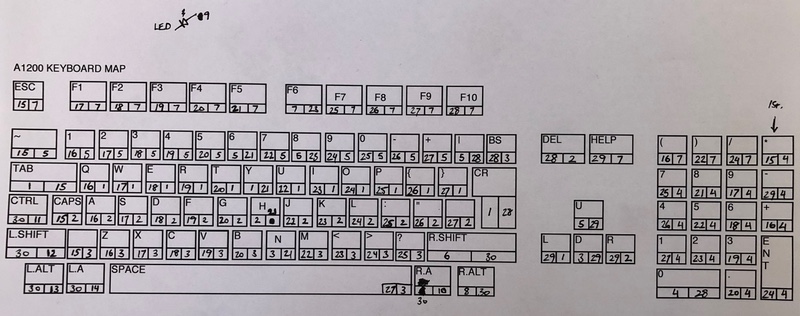 LED 9
A1200 KEYBOARD MAP
1st.
ESC F1 F2 F3 F4 F5 F6 F7 F8 F9 F10
15 7 17 7 18 7 19 7 20 7 21 7 7 23 25 7 26 7 27 7 28 7
~ 1 2 3 4 5 6 7 8 9 0 - + | BS DEL HELP ( ) / *
15 5 16 5 17 5 18 5 19 5 20 5 5 21 5 22 5 23 24 5 25 5 26 5 27 5 5 28 28 3 28 2 29 7 16 7 22 7 24 7 15 4
TAB Q W E R T Y U I O P { } CR 7 8 9 -
1 15 16 1 17 1 18 1 19 1 20 1 1 21 22 1 23 1 24 1 25 1 26 1 27 1 25 4 21 4 17 4 29 4
CTRL CAPS A S D F G H J K L : " U 4 5 6 +
30 11 15 2 16 2 17 2 18 2 19 2 20 2 2 21 22 2 23 2 24 2 25 2 26 2 27 2 1 28 5 29 26 4 22 4 18 4 16 4
L.SHIFT Z X C V B N M < > ? R.SHIFT L D R 1 2 3 ENT
30 12 15 3 16 3 17 3 18 3 19 3 20 3 3 21 22 3 23 3 24 3 25 3 6 30 29 1 3 29 29 2 27 4 23 4 19 4
L.ALT L.A SPACE R.A R.ALT 0 .
30 13 30 14 27 3 10 8 30 4 28 20 4 24 4
30